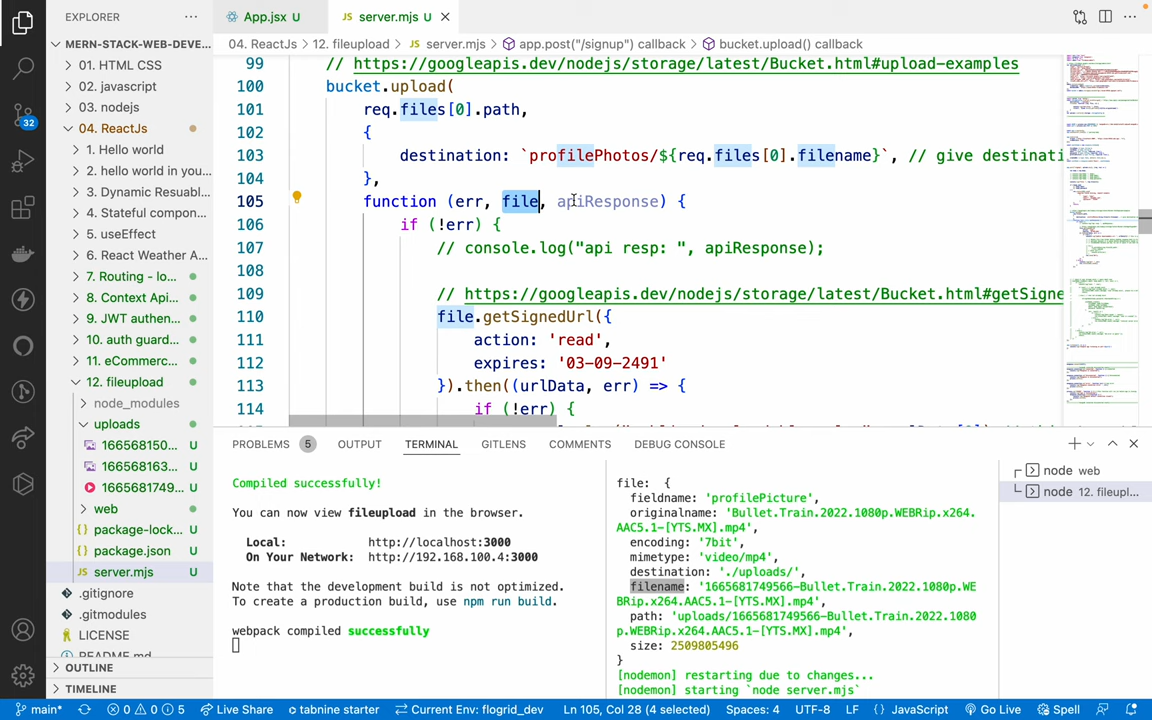 EXPLORER
App.jsx U
JS server.mjs U
MERN-STACK-WEB-DEVE...
01. HTML CSS
02. javascript
03. nodejs
04. ReactJs
1. Hello world
2. hello world in you...
3. Dynamic Resuabl...
4. Stateful compon...
5. useEffect
6. React Weather A...
7. Routing - lo...
8. Context Api...
9. JWT authen...
10. auth guard...
11. eCommerc...
12. fileupload
node_modules
uploads
166568150... U
166568163... U
1665681749... U
web
{} package-lock... U
{} package.json U
JS server.mjs U
.gitignore
.gitmodules
LICENSE
README.md
OUTLINE
TIMELINE
32
04. ReactJs > 12. fileupload > JS server.mjs > app.post("/signup") callback > bucket.upload() callback
99 // https://googleapis.dev/nodejs/storage/latest/Bucket.html#upload-examples
100 bucket.upload(
101 req.files[0].path,
102 {
103 destination: `profilePhotos/${req.files[0].filename}`, // give destinati
104 },
105 function (err, file, apiResponse) {
106 if (!err) {
107 // console.log("api resp: ", apiResponse);
108
109 // https://googleapis.dev/nodejs/storage/latest/Bucket.html#getSigne
110 file.getSignedUrl({
111 action: 'read',
112 expires: '03-09-2491'
113 }).then((urlData, err) => {
114 if (!err) {
PROBLEMS 5 OUTPUT TERMINAL GITLENS COMMENTS DEBUG CONSOLE
Compiled successfully!
You can now view fileupload in the browser.
Local: http://localhost:3000
On Your Network: http://192.168.100.4:3000
Note that the development build is not optimized.
To create a production build, use npm run build.
webpack compiled successfully
file: {
fieldname: 'profilePicture',
originalname: 'Bullet.Train.2022.1080p.WEBRip.x264.
AAC5.1-[YTS.MX].mp4',
encoding: '7bit',
mimetype: 'video/mp4',
destination: './uploads/',
filename: '1665681749566-Bullet.Train.2022.1080p.WE
BRip.x264.AAC5.1-[YTS.MX].mp4',
path: 'uploads/1665681749566-Bullet.Train.2022.1080
p.WEBRip.x264.AAC5.1-[YTS.MX].mp4',
size: 2509805496
}
[nodemon] restarting due to changes...
[nodemon] starting `node server.mjs`
node web
node 12. fileupl...
main* 0 0 5 Live Share tabnine starter Current Env: flogrid_dev Ln 105, Col 28 (4 selected) Spaces: 4 UTF-8 LF {} JavaScript Go Live Spell